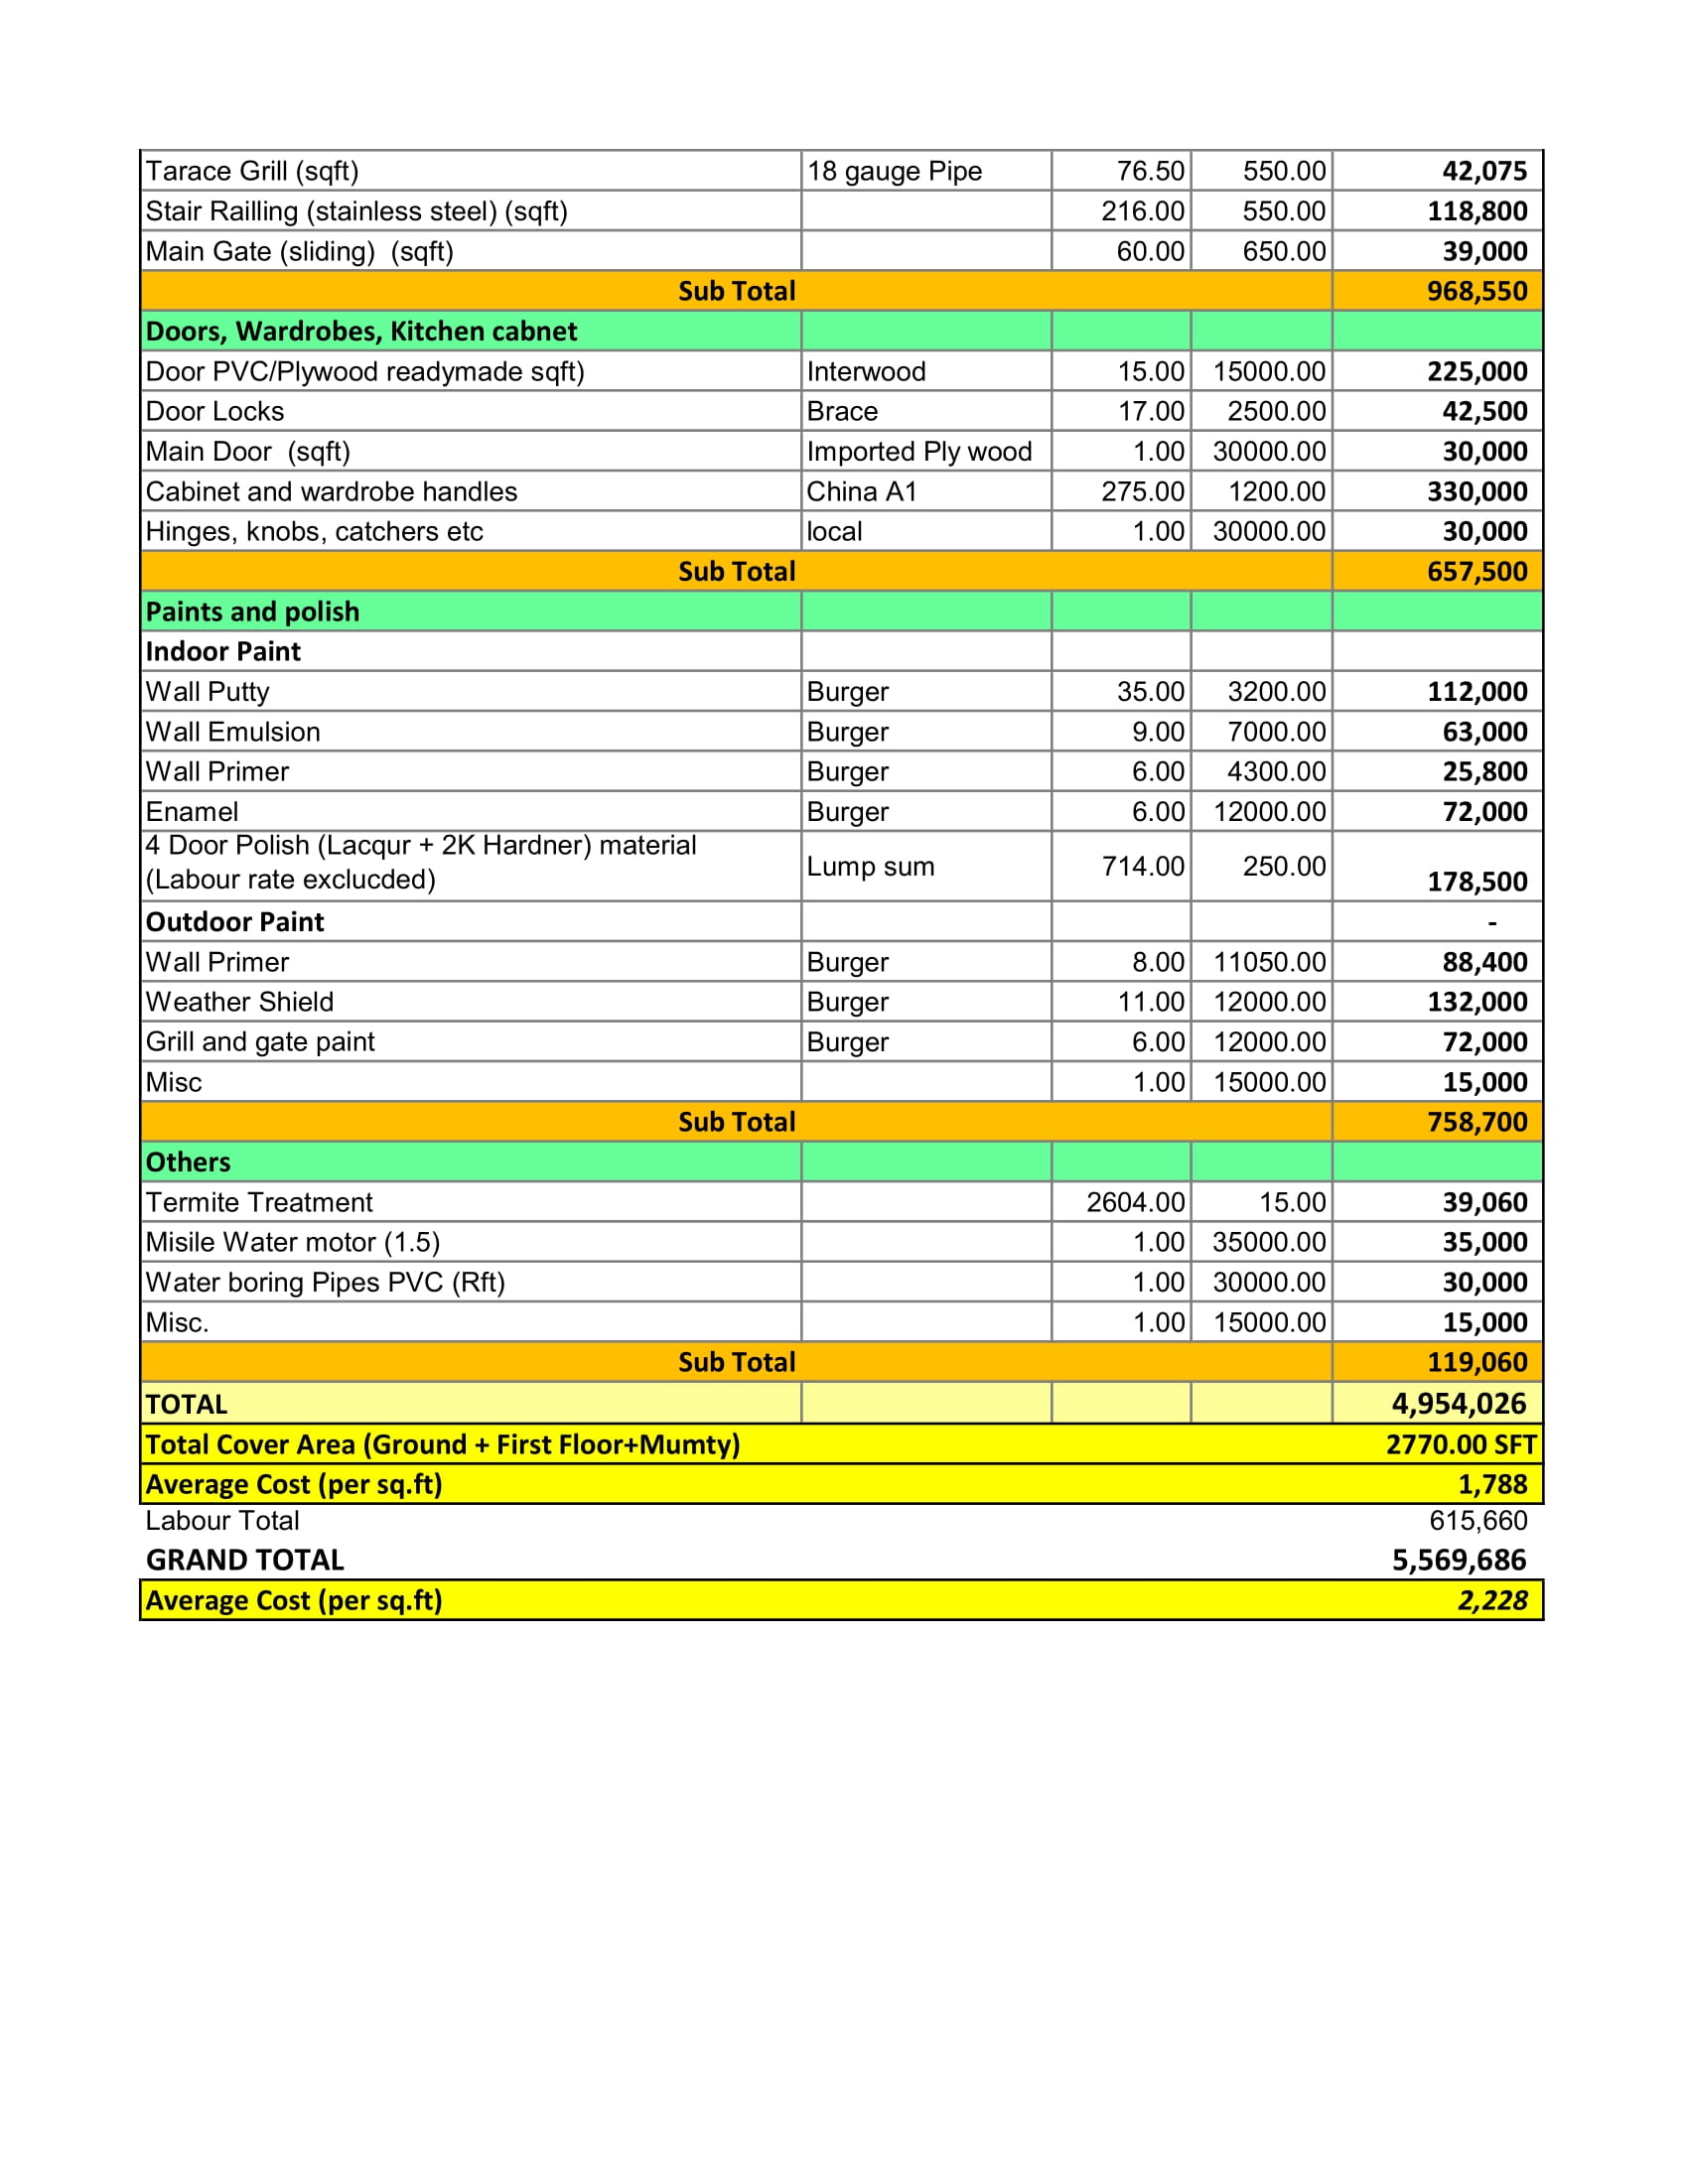 Tarace Grill (sqft) 18 gauge Pipe 76.50 550.00 42,075
Stair Railling (stainless steel) (sqft) 216.00 550.00 118,800
Main Gate (sliding)  (sqft) 60.00 650.00 39,000
Sub Total 968,550
Doors, Wardrobes, Kitchen cabnet
Door PVC/Plywood readymade sqft) Interwood 15.00 15000.00 225,000
Door Locks Brace 17.00 2500.00 42,500
Main Door  (sqft) Imported Ply wood 1.00 30000.00 30,000
Cabinet and wardrobe handles China A1 275.00 1200.00 330,000
Hinges, knobs, catchers etc local 1.00 30000.00 30,000
Sub Total 657,500
Paints and polish
Indoor Paint
Wall Putty Burger 35.00 3200.00 112,000
Wall Emulsion Burger 9.00 7000.00 63,000
Wall Primer Burger 6.00 4300.00 25,800
Enamel Burger 6.00 12000.00 72,000
4 Door Polish (Lacqur + 2K Hardner) material
(Labour rate exclucded) Lump sum 714.00 250.00 178,500
Outdoor Paint -
Wall Primer Burger 8.00 11050.00 88,400
Weather Shield Burger 11.00 12000.00 132,000
Grill and gate paint Burger 6.00 12000.00 72,000
Misc 1.00 15000.00 15,000
Sub Total 758,700
Others
Termite Treatment 2604.00 15.00 39,060
Misile Water motor (1.5) 1.00 35000.00 35,000
Water boring Pipes PVC (Rft) 1.00 30000.00 30,000
Misc. 1.00 15000.00 15,000
Sub Total 119,060
TOTAL 4,954,026
Total Cover Area (Ground + First Floor+Mumty) 2770.00 SFT
Average Cost (per sq.ft) 1,788
Labour Total 615,660
GRAND TOTAL 5,569,686
Average Cost (per sq.ft) 2,228